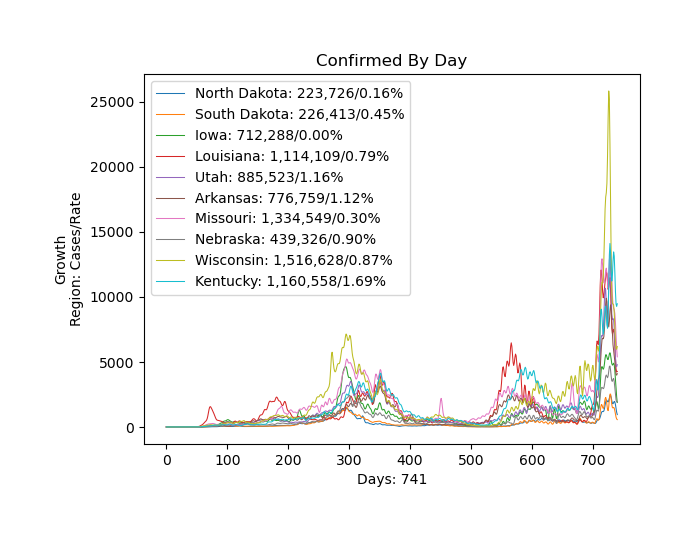 Confirmed By Day
North Dakota: 223,726/0.16%
South Dakota: 226,413/0.45%
Iowa: 712,288/0.00%
Louisiana: 1,114,109/0.79%
Utah: 885,523/1.16%
Arkansas: 776,759/1.12%
Missouri: 1,334,549/0.30%
Nebraska: 439,326/0.90%
Wisconsin: 1,516,628/0.87%
Kentucky: 1,160,558/1.69%
Growth
Region: Cases/Rate
25000
20000
15000
10000
5000
0
0 100 200 300 400 500 600 700
Days: 741